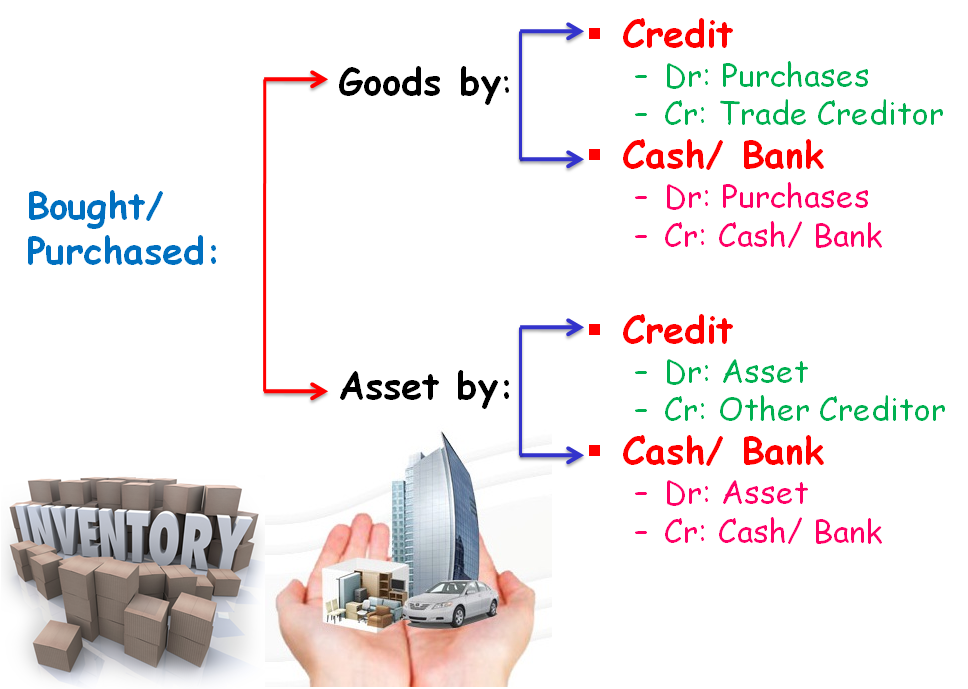 Bought/
Purchased:
Goods by:
▪ Credit
– Dr: Purchases
– Cr: Trade Creditor
▪ Cash/ Bank
– Dr: Purchases
– Cr: Cash/ Bank
Asset by:
▪ Credit
– Dr: Asset
– Cr: Other Creditor
▪ Cash/ Bank
– Dr: Asset
– Cr: Cash/ Bank
INVENTORY